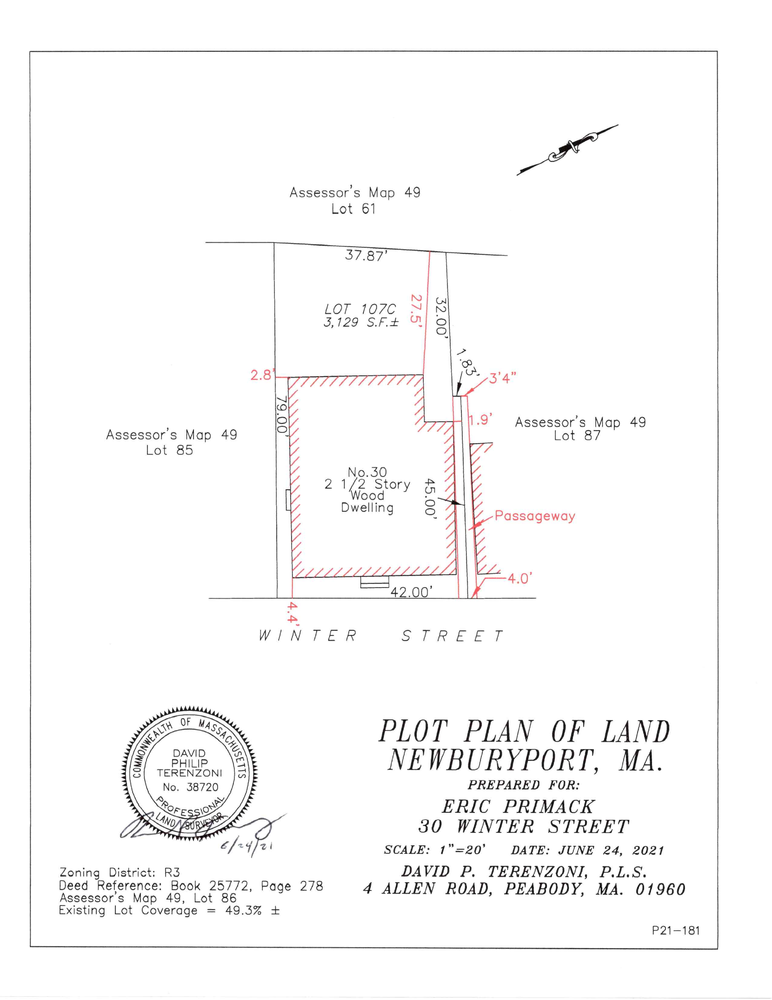 Assessor's Map 49
Lot 61
37.87'
LOT 107C
3,129 S.F.±
27.5'
32.00'
1.83'
3'4"
2.8'
79.00'
1.9'
Assessor's Map 49
Lot 87
Assessor's Map 49
Lot 85
No.30
2 1/2 Story
Wood
Dwelling
45.00'
Passageway
4.0'
42.00'
4.4'
WINTER STREET
COMMONWEALTH OF MASSACHUSETTS
DAVID
PHILIP
TERENZONI
No. 38720
PROFESSIONAL
LAND SURVEYOR
6/24/21
PLOT PLAN OF LAND
NEWBURYPORT, MA.
PREPARED FOR:
ERIC PRIMACK
30 WINTER STREET
SCALE: 1"=20' DATE: JUNE 24, 2021
DAVID P. TERENZONI, P.L.S.
4 ALLEN ROAD, PEABODY, MA. 01960
Zoning District: R3
Deed Reference: Book 25772, Page 278
Assessor's Map 49, Lot 86
Existing Lot Coverage = 49.3% ±
P21-181